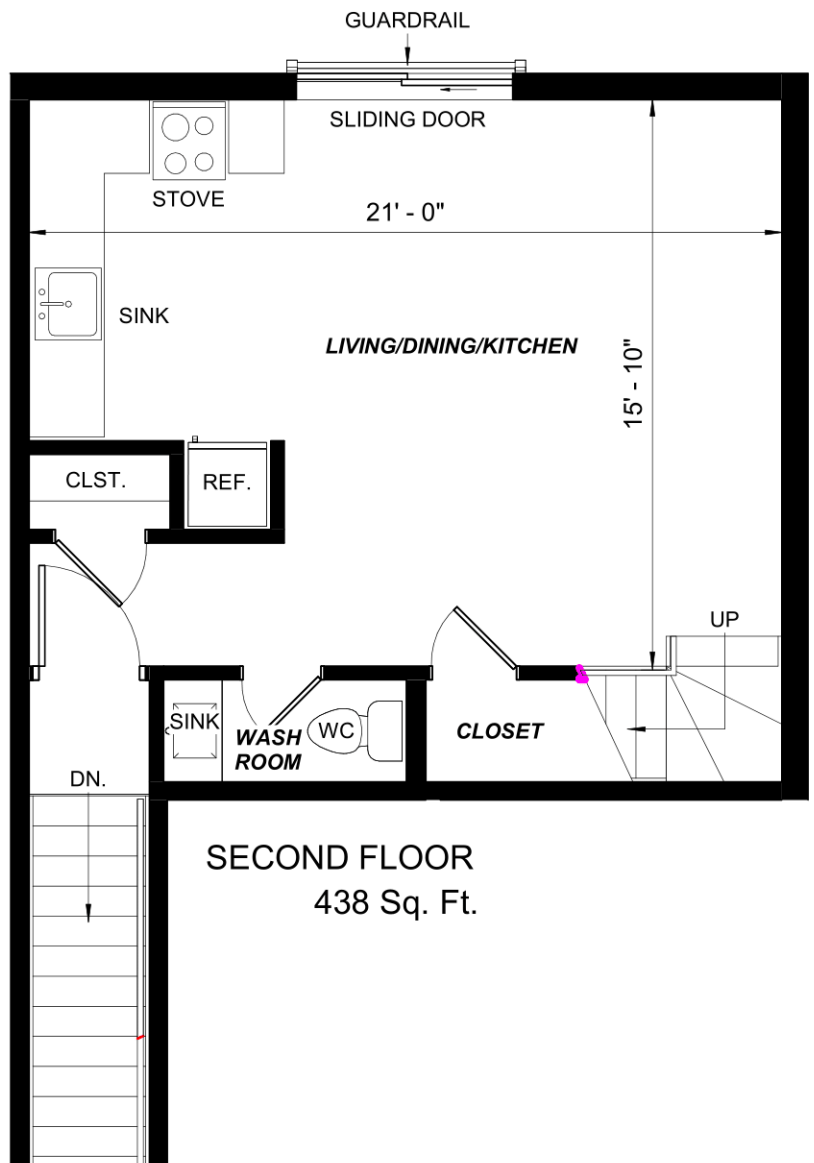 GUARDRAIL
SLIDING DOOR
STOVE
21' - 0"
SINK
LIVING/DINING/KITCHEN
15' - 10"
CLST.
REF.
UP
SINK
WASH
ROOM
WC
CLOSET
DN.
SECOND FLOOR
438 Sq. Ft.